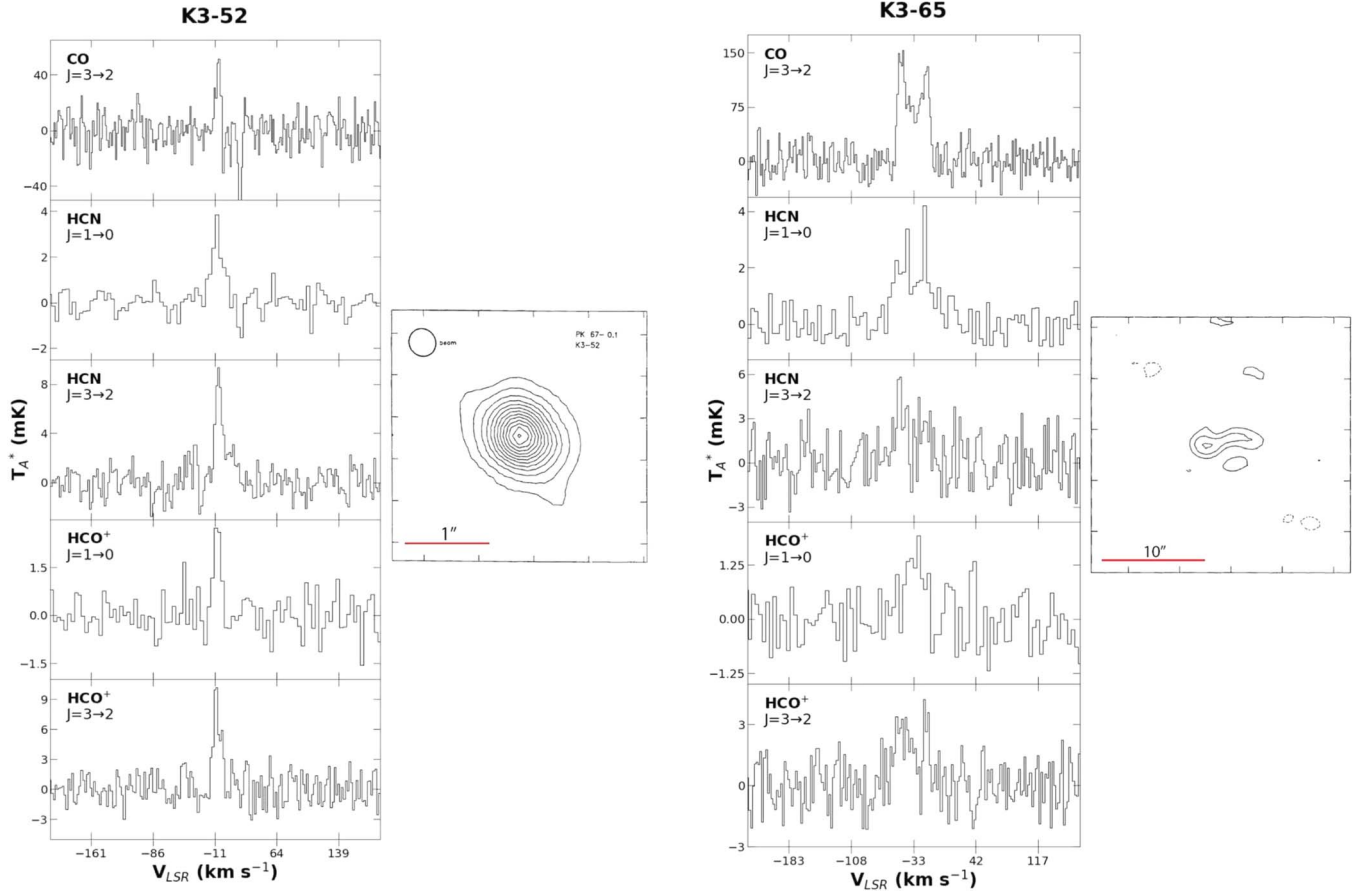 K3-52
CO
J=3→2
40
0
−40
HCN
J=1→0
4
2
0
−2
HCN
J=3→2
8
4
0
HCO⁺
J=1→0
1.5
0.0
−1.5
HCO⁺
J=3→2
9
6
3
0
−3
T_A* (mK)
−161 −86 −11 64 139
V_LSR (km s⁻¹)
PK 67- 0.1
K3-52
beam
1″
K3-65
CO
J=3→2
150
75
0
HCN
J=1→0
4
2
0
HCN
J=3→2
6
3
0
−3
HCO⁺
J=1→0
1.25
0.00
−1.25
HCO⁺
J=3→2
3
0
−3
T_A* (mK)
−183 −108 −33 42 117
V_LSR (km s⁻¹)
10″